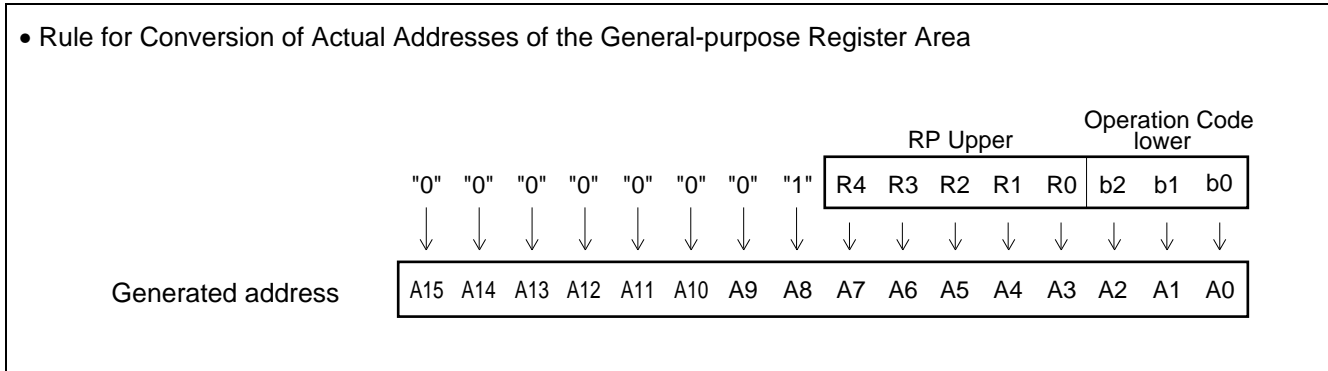 • Rule for Conversion of Actual Addresses of the General-purpose Register Area
Operation Code
RP Upper lower
"0" "0" "0" "0" "0" "0" "0" "1" R4 R3 R2 R1 R0 b2 b1 b0
Generated address A15 A14 A13 A12 A11 A10 A9 A8 A7 A6 A5 A4 A3 A2 A1 A0